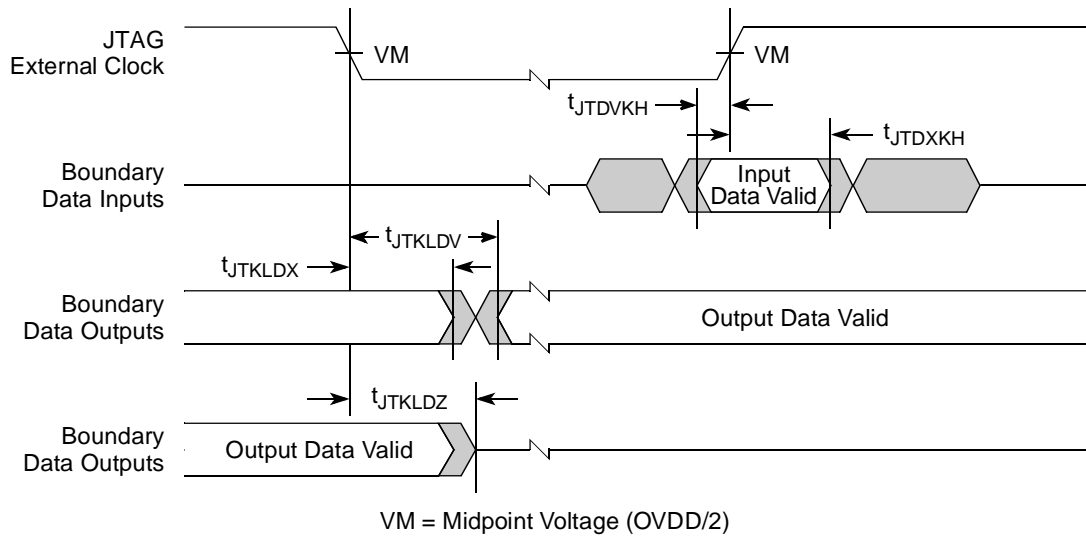 JTAG
External Clock
VM
VM
tJTDVKH
tJTDXKH
Boundary
Data Inputs
Input
Data Valid
tJTKLDV
tJTKLDX
Boundary
Data Outputs
Output Data Valid
tJTKLDZ
Boundary
Data Outputs
Output Data Valid
VM = Midpoint Voltage (OVDD/2)